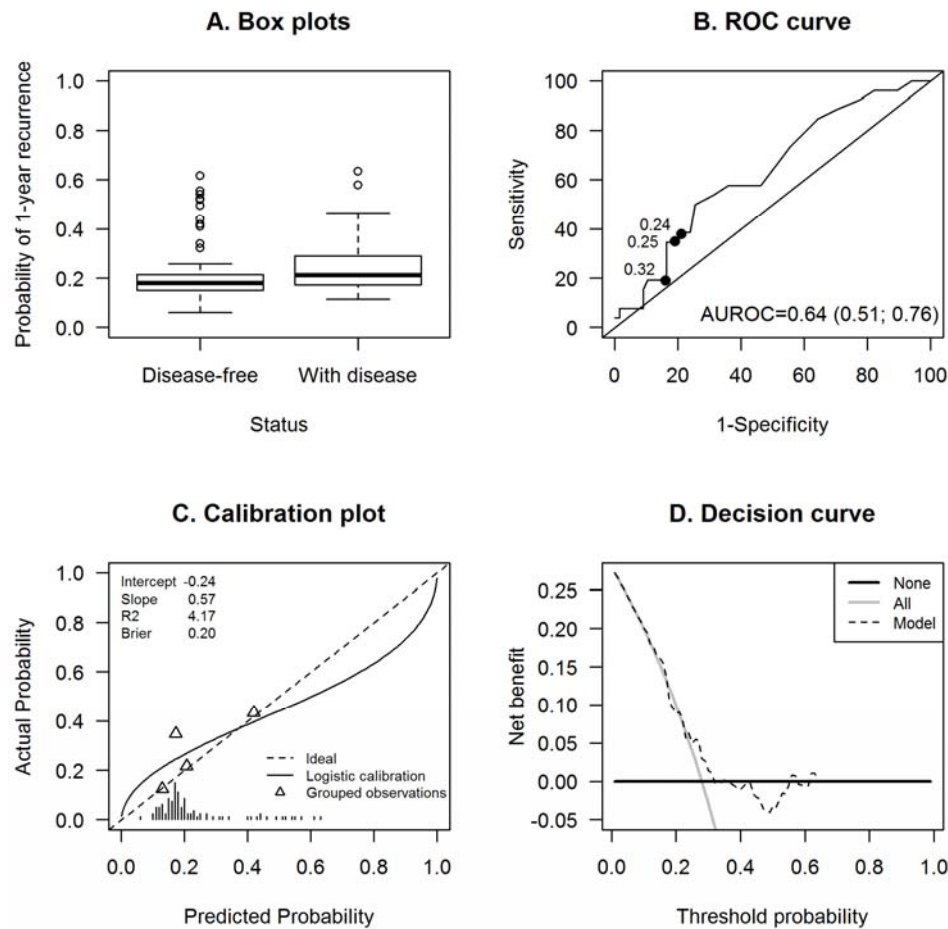 A. Box plots
Probability of 1-year recurrence
1.0
0.8
0.6
0.4
0.2
0.0
Disease-free With disease
Status
B. ROC curve
Sensitivity
100
80
60
40
20
0
0.24
0.25
0.32
AUROC=0.64 (0.51; 0.76)
0 20 40 60 80 100
1-Specificity
C. Calibration plot
Actual Probability
1.0
0.8
0.6
0.4
0.2
0.0
Intercept -0.24
Slope 0.57
R2 4.17
Brier 0.20
Ideal
Logistic calibration
Grouped observations
0.0 0.2 0.4 0.6 0.8 1.0
Predicted Probability
D. Decision curve
Net benefit
0.25
0.20
0.15
0.10
0.05
0.00
-0.05
None
All
Model
0.0 0.2 0.4 0.6 0.8 1.0
Threshold probability